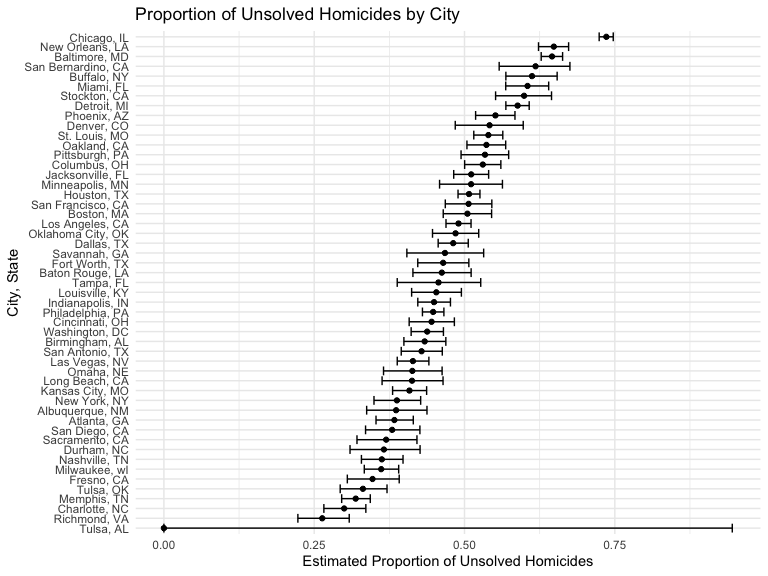 Proportion of Unsolved Homicides by City
City, State
Chicago, IL
New Orleans, LA
Baltimore, MD
San Bernardino, CA
Buffalo, NY
Miami, FL
Stockton, CA
Detroit, MI
Phoenix, AZ
Denver, CO
St. Louis, MO
Oakland, CA
Pittsburgh, PA
Columbus, OH
Jacksonville, FL
Minneapolis, MN
Houston, TX
San Francisco, CA
Boston, MA
Los Angeles, CA
Oklahoma City, OK
Dallas, TX
Savannah, GA
Fort Worth, TX
Baton Rouge, LA
Tampa, FL
Louisville, KY
Indianapolis, IN
Philadelphia, PA
Cincinnati, OH
Washington, DC
Birmingham, AL
San Antonio, TX
Las Vegas, NV
Omaha, NE
Long Beach, CA
Kansas City, MO
New York, NY
Albuquerque, NM
Atlanta, GA
San Diego, CA
Sacramento, CA
Durham, NC
Nashville, TN
Milwaukee, wI
Fresno, CA
Tulsa, OK
Memphis, TN
Charlotte, NC
Richmond, VA
Tulsa, AL
0.00 0.25 0.50 0.75
Estimated Proportion of Unsolved Homicides